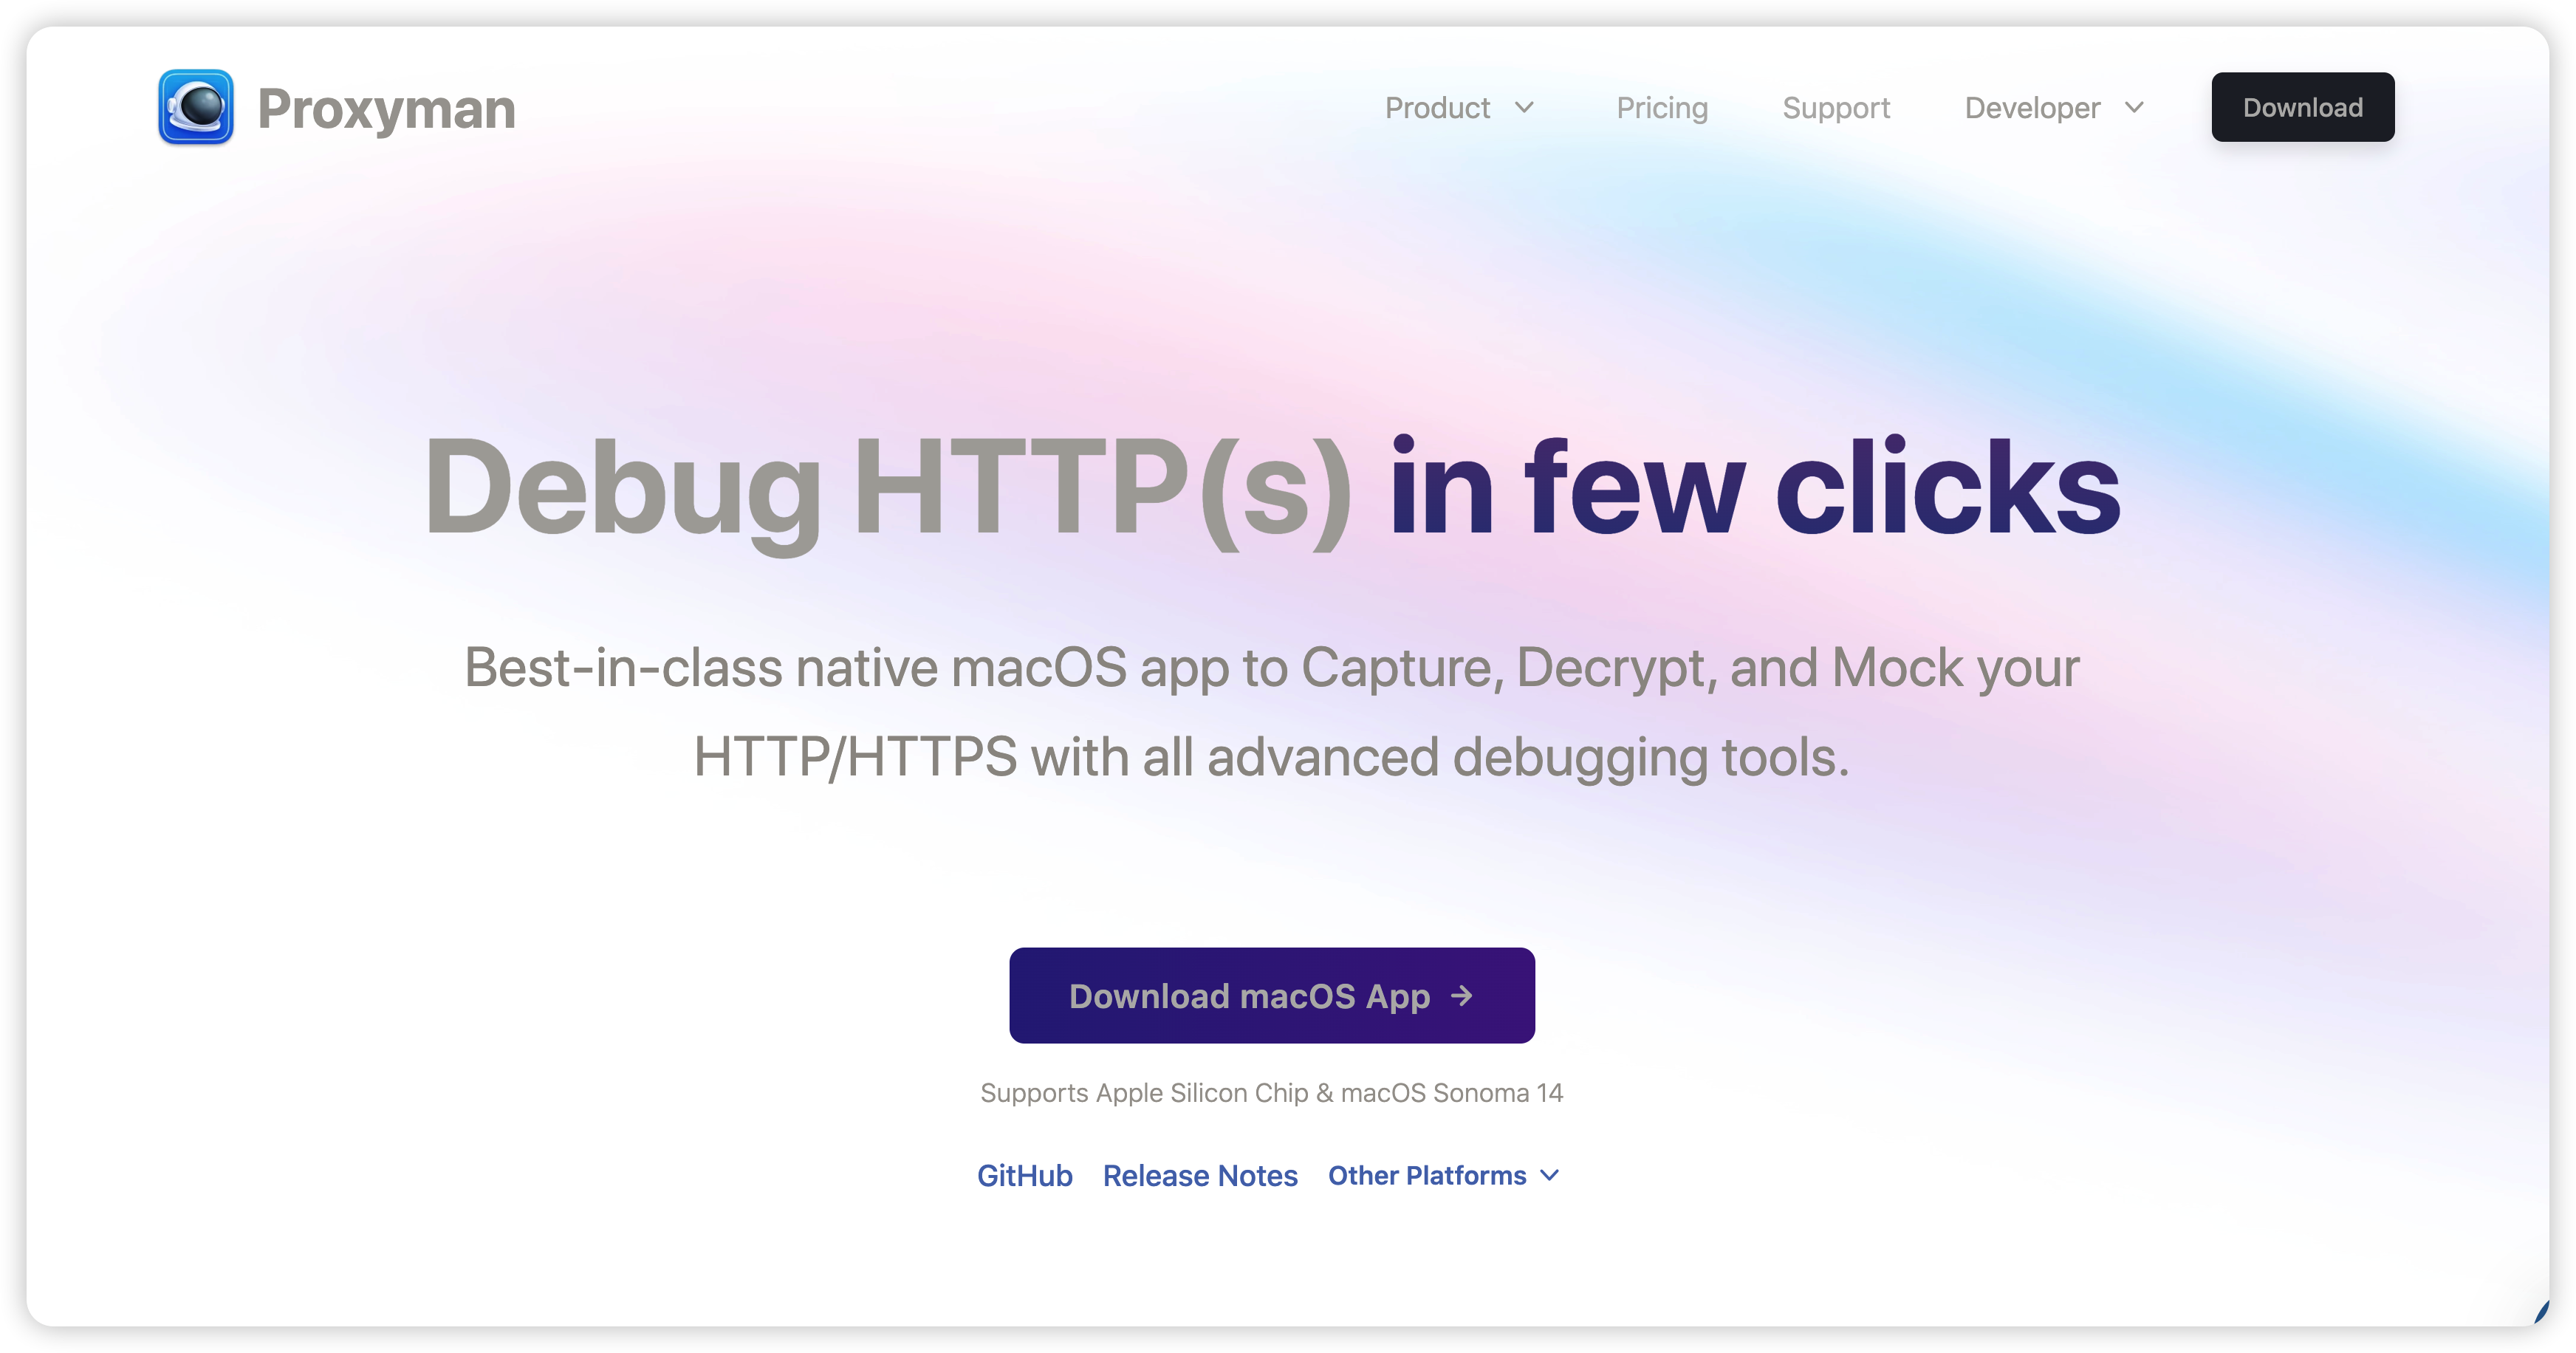 Proxyman
Product
Pricing
Support
Developer
Download
Debug HTTP(s) in few clicks
Best-in-class native macOS app to Capture, Decrypt, and Mock your
HTTP/HTTPS with all advanced debugging tools.
Download macOS App →
Supports Apple Silicon Chip & macOS Sonoma 14
GitHub
Release Notes
Other Platforms